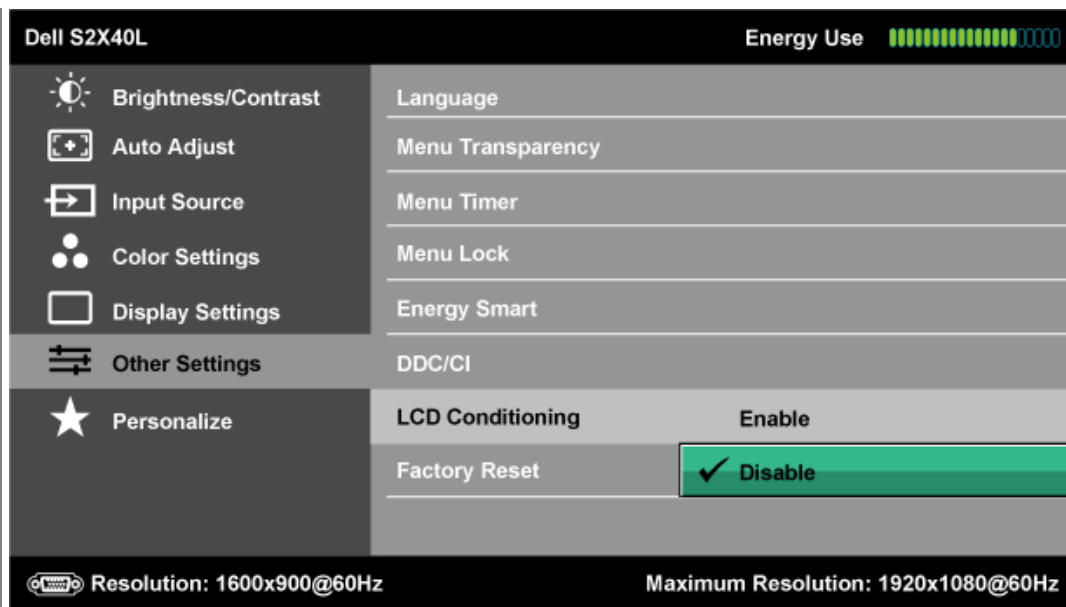 Dell S2X40L
Energy Use
Brightness/Contrast
Auto Adjust
Input Source
Color Settings
Display Settings
Other Settings
Personalize
Language
Menu Transparency
Menu Timer
Menu Lock
Energy Smart
DDC/CI
LCD Conditioning
Enable
Factory Reset
Disable
Resolution: 1600x900@60Hz
Maximum Resolution: 1920x1080@60Hz